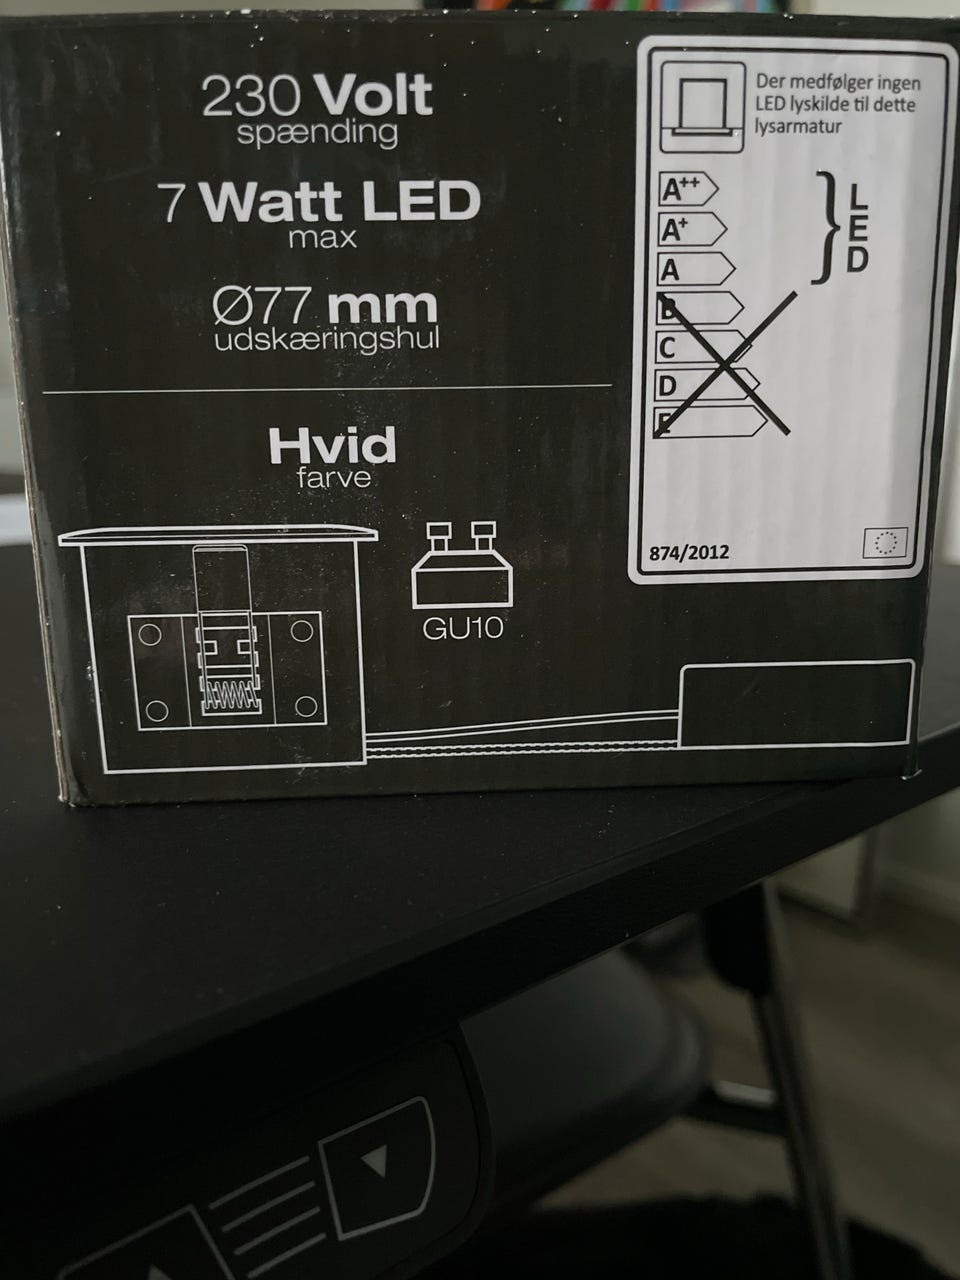 230 Volt
spænding
7 Watt LED
max
Ø77 mm
udskæringshul
Hvid
farve
GU10
Der medfølger ingen
LED lyskilde til dette
lysarmatur
A++
A+
A
B
C
D
E
LED
874/2012